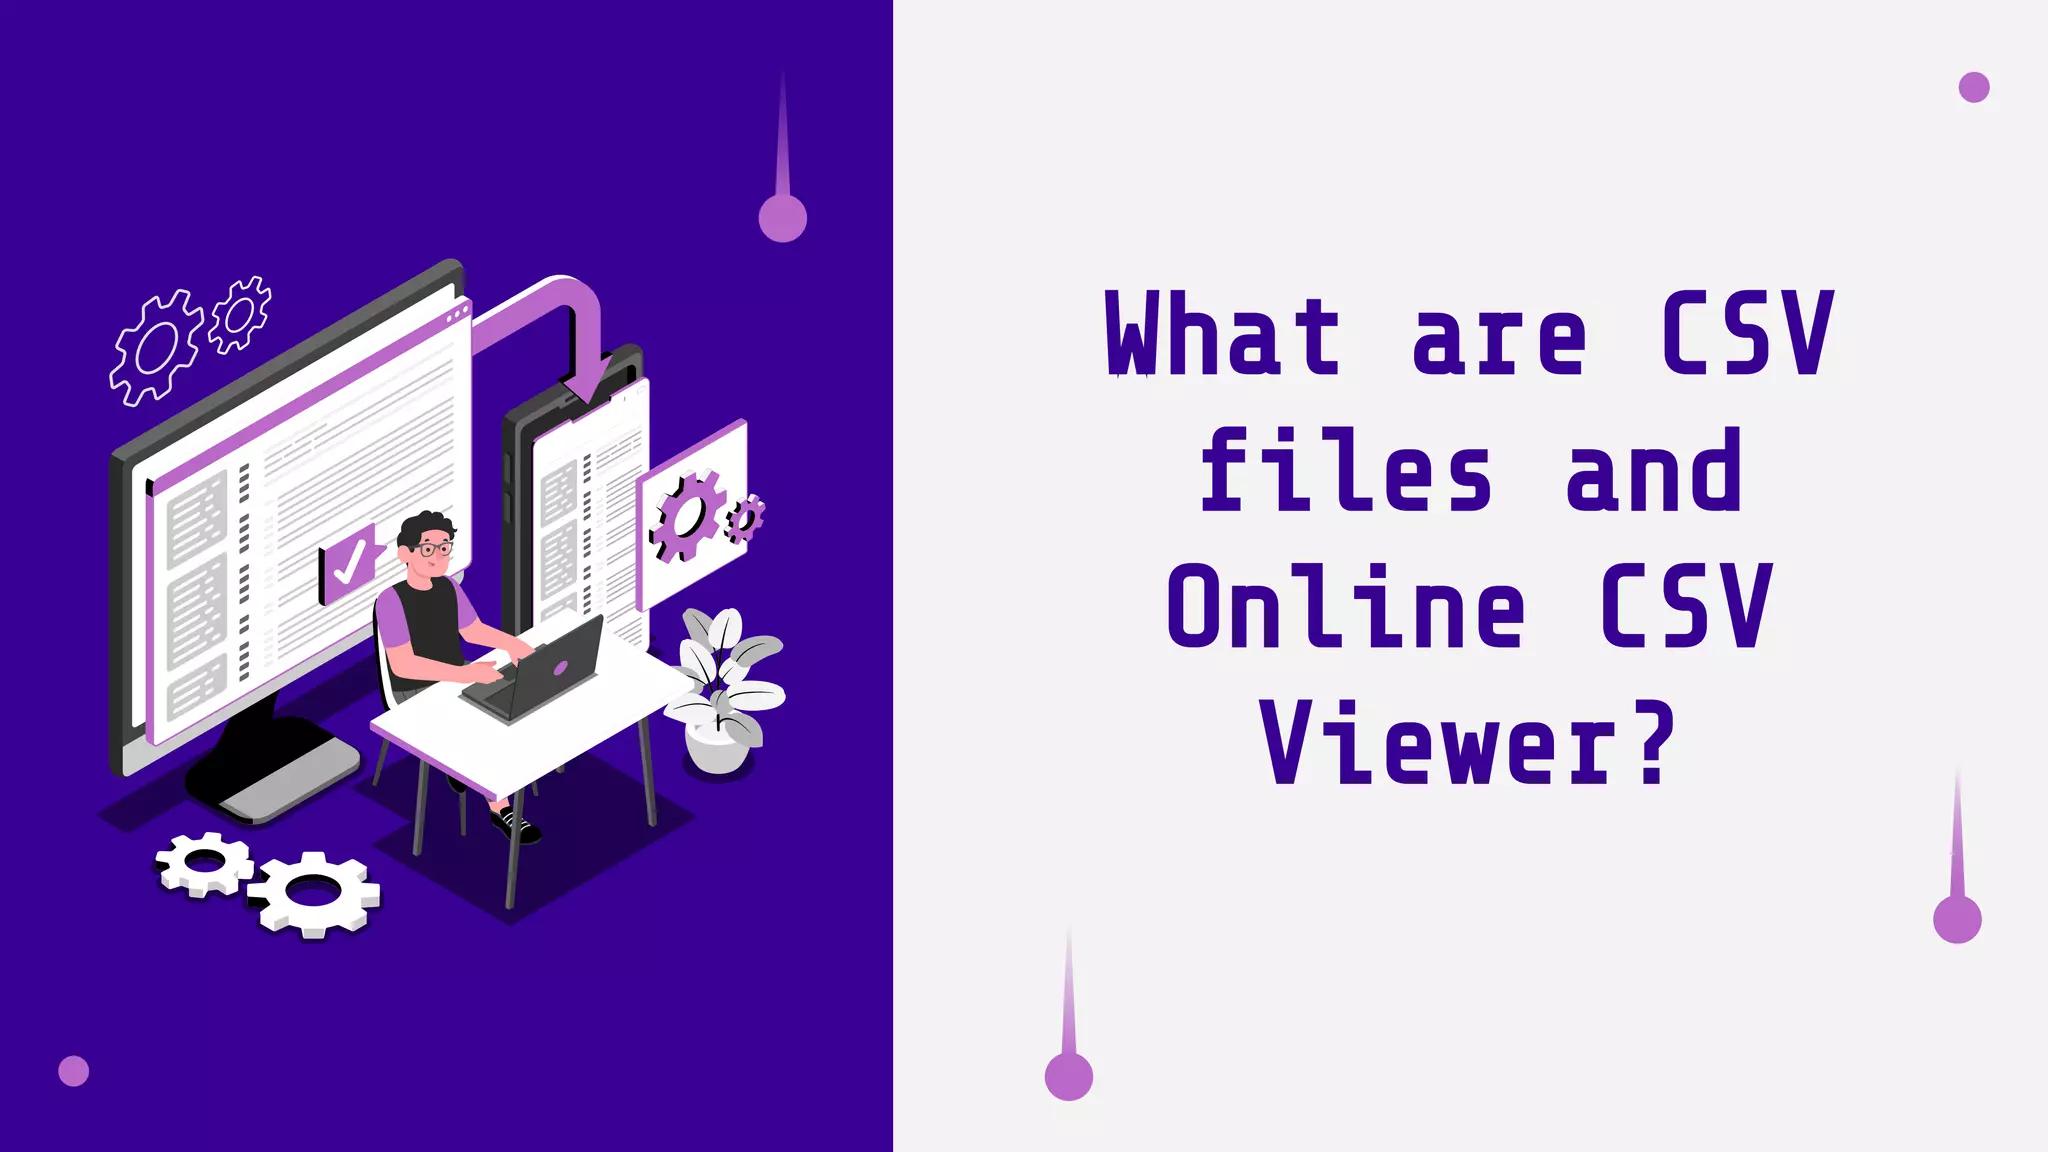 What are CSV
files and
Online CSV
Viewer?